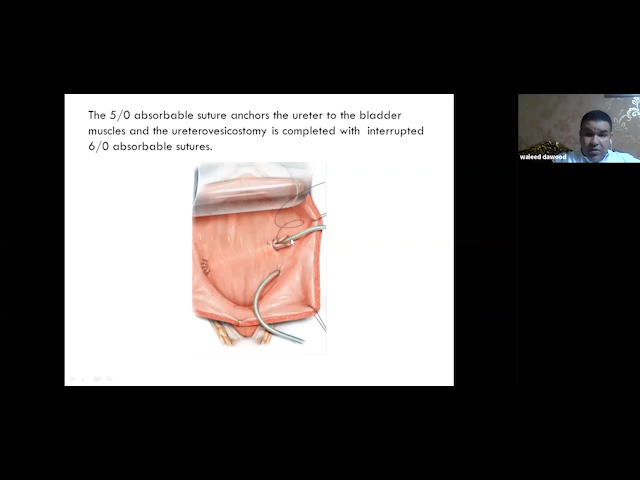 The 5/0 absorbable suture anchors the ureter to the bladder
muscles and the ureterovesicostomy is completed with interrupted
6/0 absorbable sutures.
waleed dawood